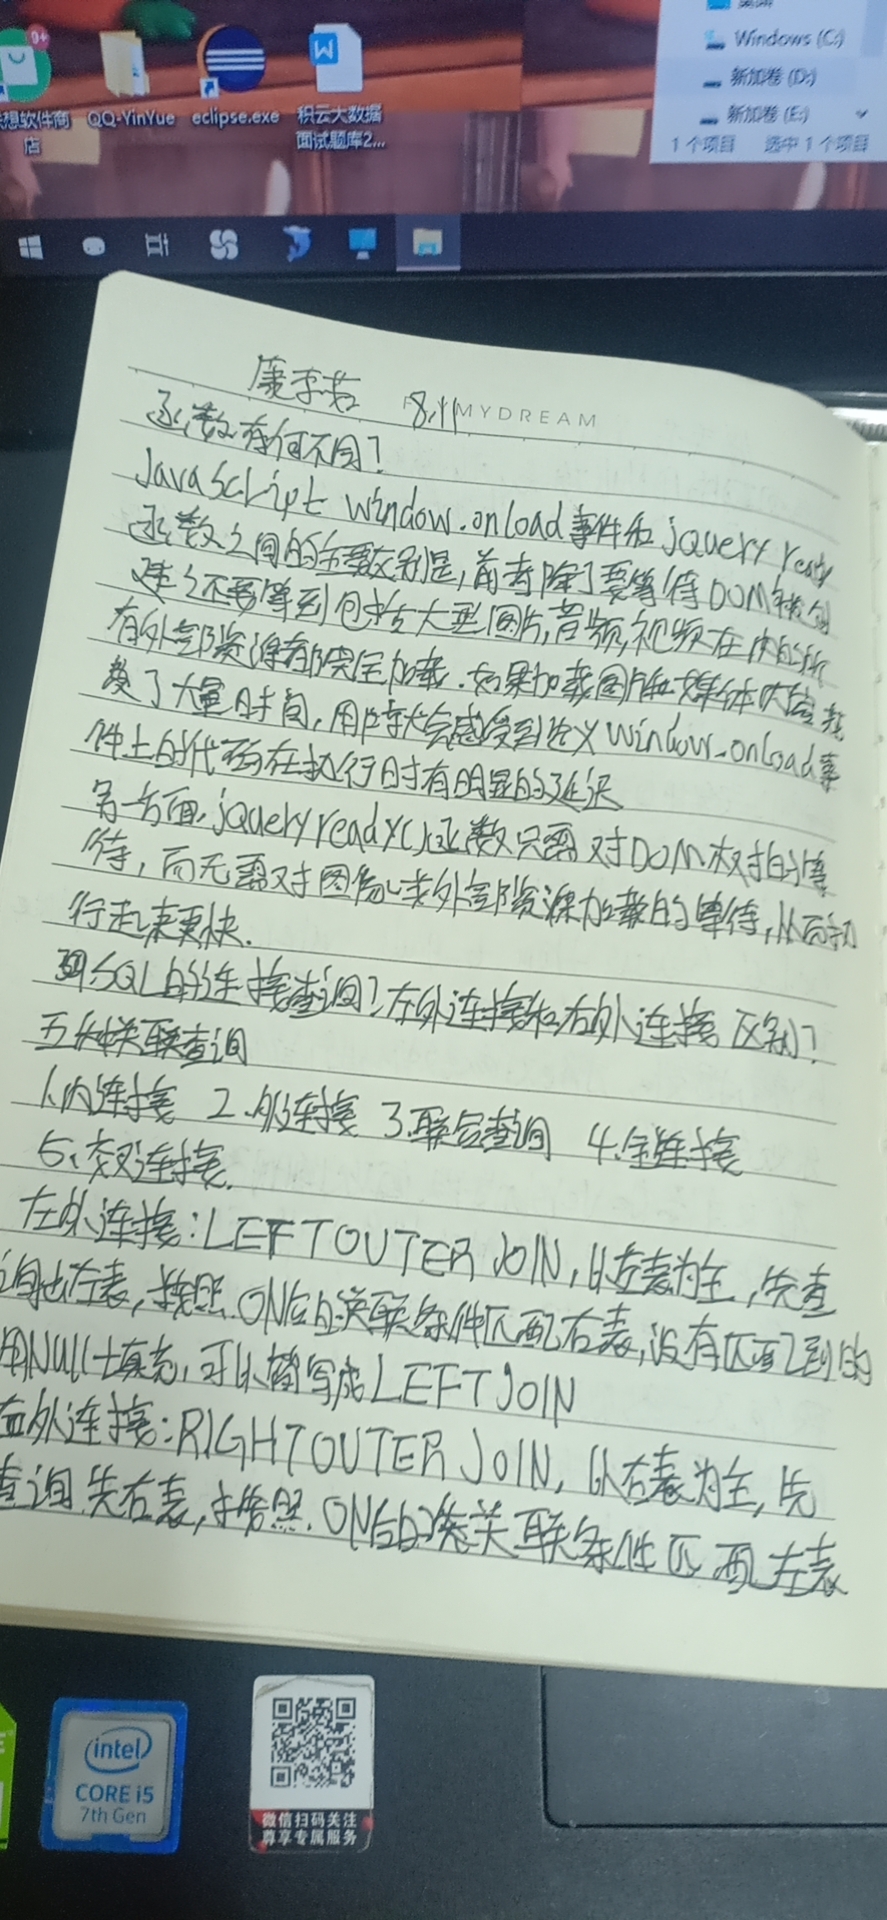 桌面
Windows (C:)
新加卷 (D:)
新加卷 (E:)
1 个项目 选中 1 个项目
9+
想软件商
店
QQ-YinYue
eclipse.exe
积云大数据
面试题库2...
8.11
MYDREAM
函数有何不同?
JavaScript window.onload事件和jquery ready
函数之间的主要区别是,前者除了要等待DOM被创
建还要等到包括大型图片,音频,视频在内的所
有外部资源都完全加载.如果加载图片和媒体内容花
费了大量时间,用户就会感受到定义window.onload事
件上的代码在执行时有明显的延迟
另一方面,jquery ready()函数只需对DOM树的等
待,而无需对图像或外部资源加载的等待,从而执
行起来更快.
39.SQL的连接查询?左外连接和右外连接区别?
五种关联查询
1.内连接 2.外连接 3.联合查询 4.全连接
5、交叉连接.
左外连接:LEFT OUTER JOIN,以左表为主,先查
询出左表,按照ON后的关联条件匹配右表,没有匹配到的
用NUll填充,可以简写成LEFT JOIN
右外连接:RIGHT OUTER JOIN,以右表为主,先
查询先右表,按照.ON后的关联条件匹配左表
intel
CORE i5
7th Gen
微信扫码关注
尊享专属服务